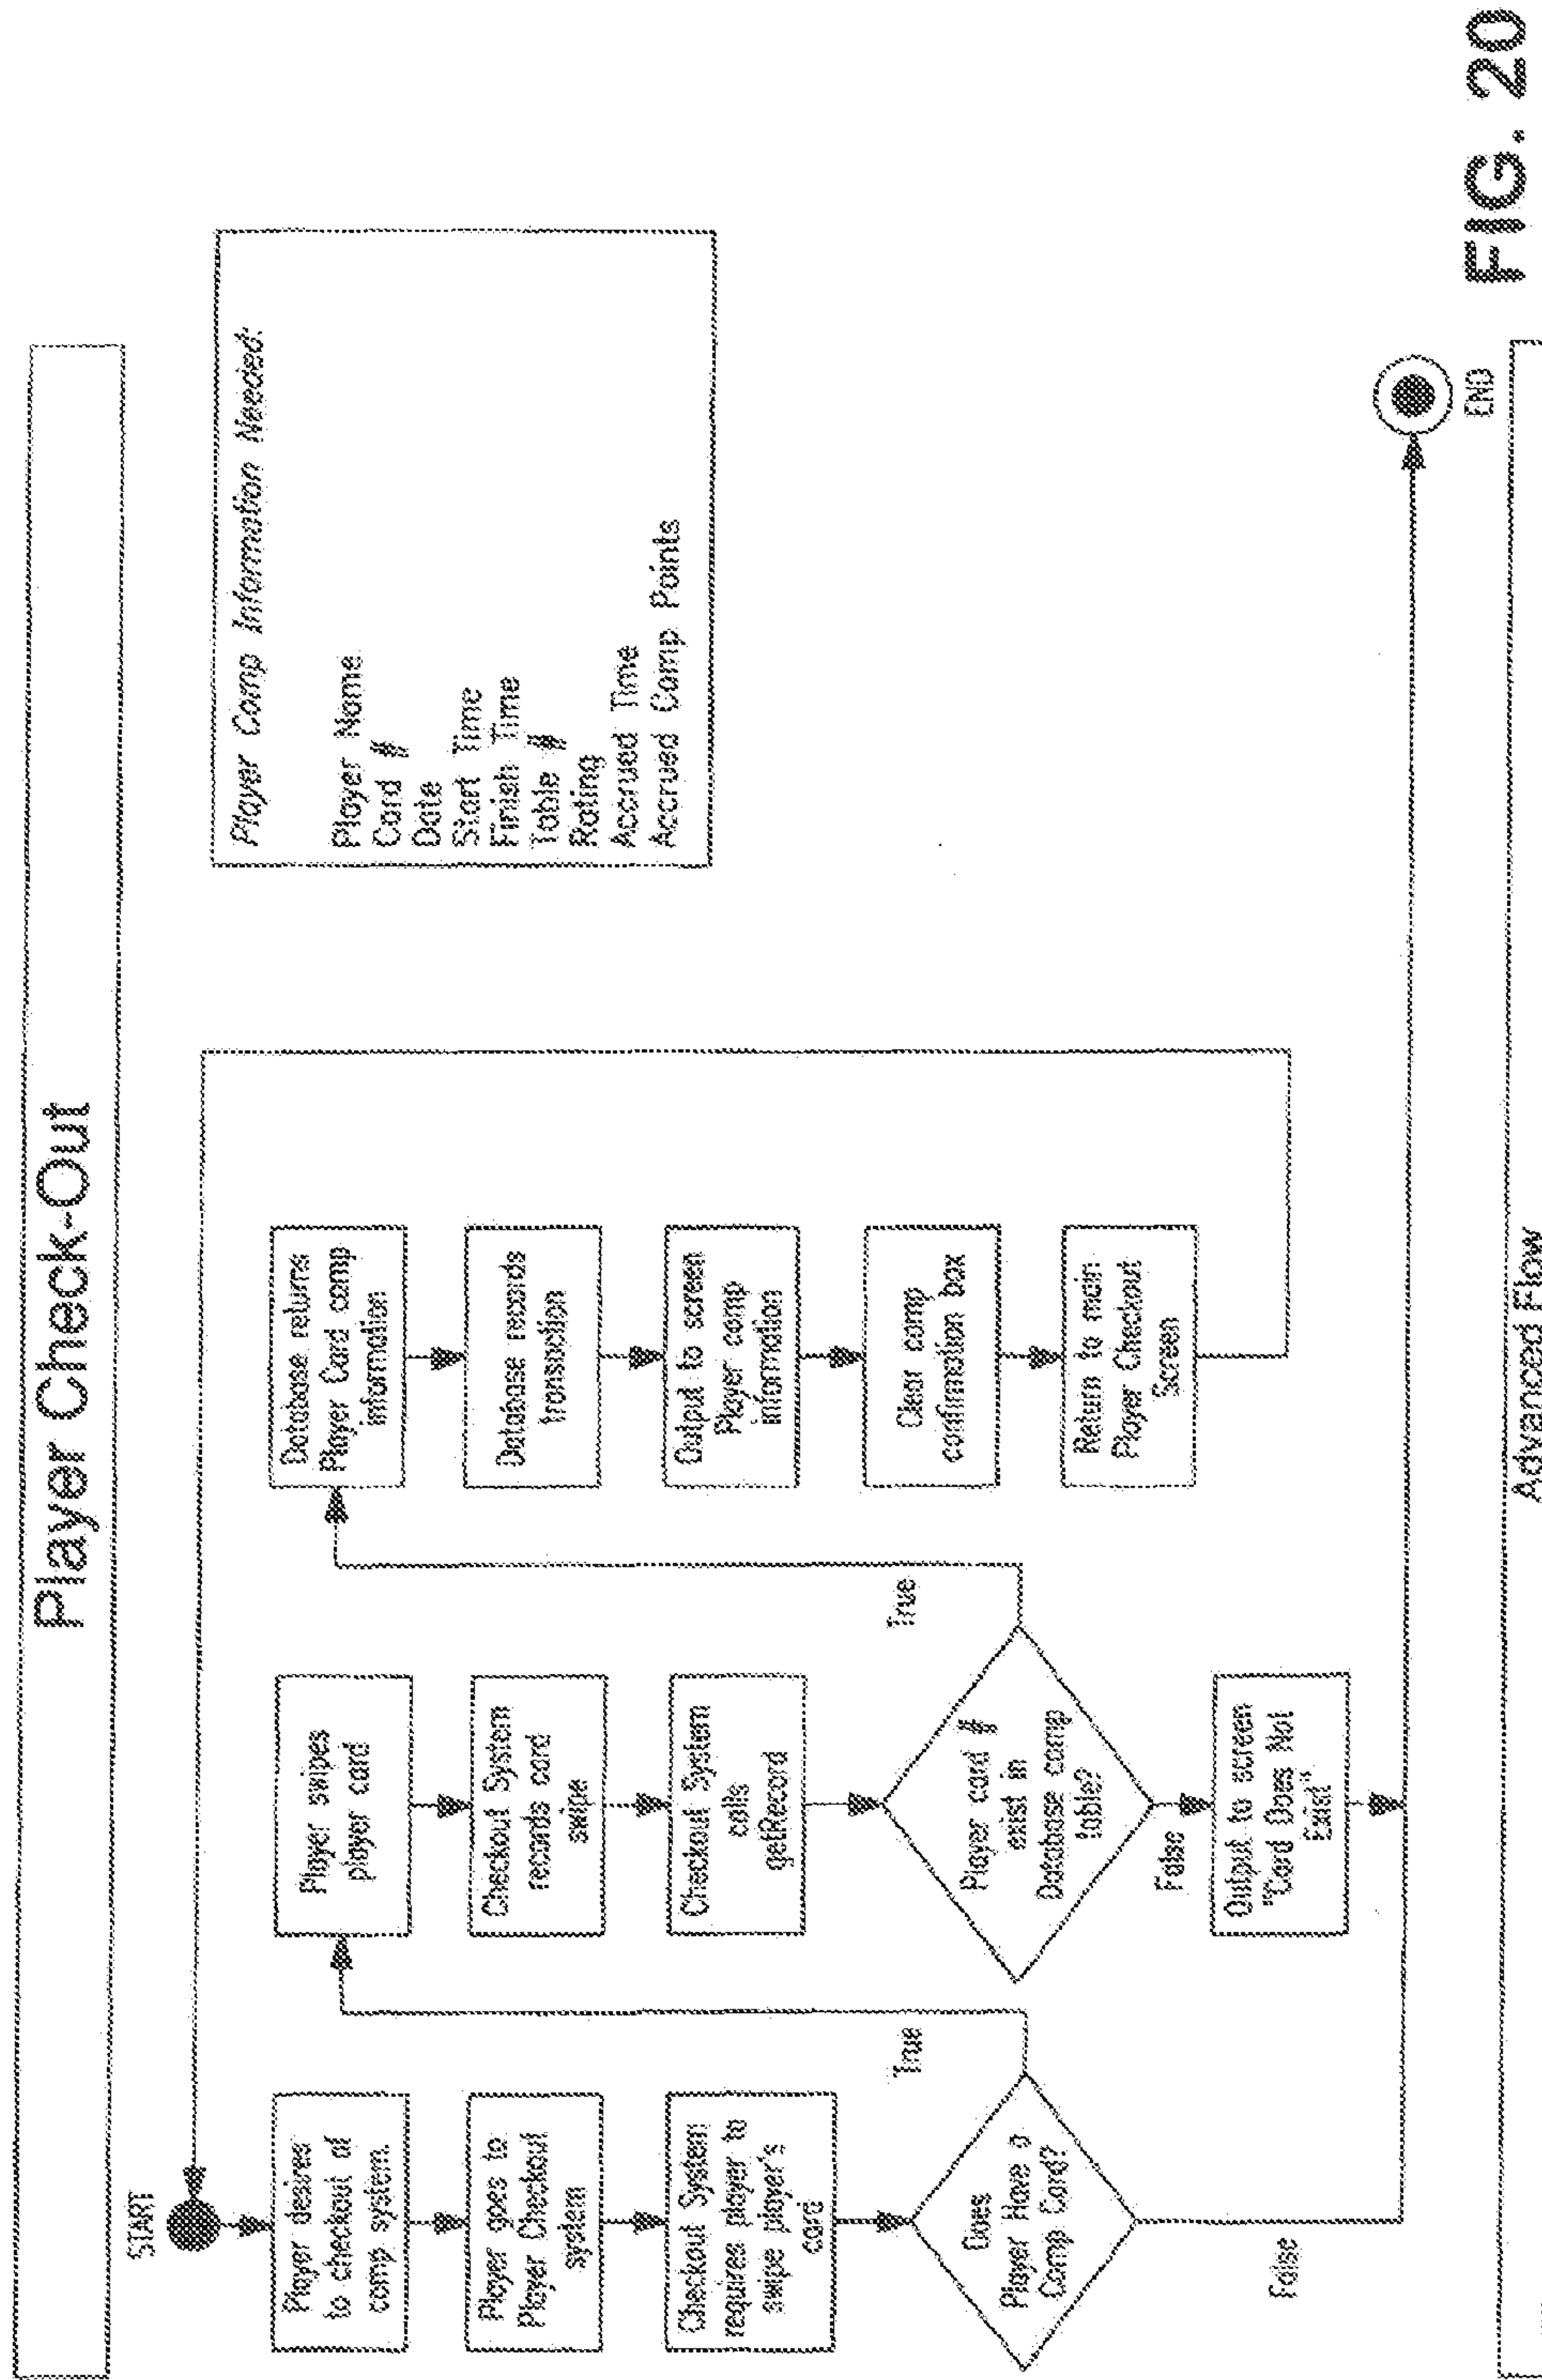 Player Check-Out
START
Player desires
to checkout of
comp system.
Player goes to
Player Checkout
system
Checkout System
requires player to
swipe player's
card
Does
Player Have a
Comp Card?
True
False
Player swipes
player card
Checkout System
records card
swipe
Checkout System
calls
getRecord
Player card #
exist in
Database comp
table?
True
False
Output to screen
"Card Does Not
Exist"
Database returns
Player Card comp
information
Database records
transaction
Output to screen
Player comp
information
Clear comp
confirmation box
Return to main
Player Checkout
Screen
Player Comp Information Needed:
Player Name
Card #
Date
Start Time
Finish Time
Table #
Rating
Accrued Time
Accrued Comp Points
END
Advanced Flow
FIG. 20